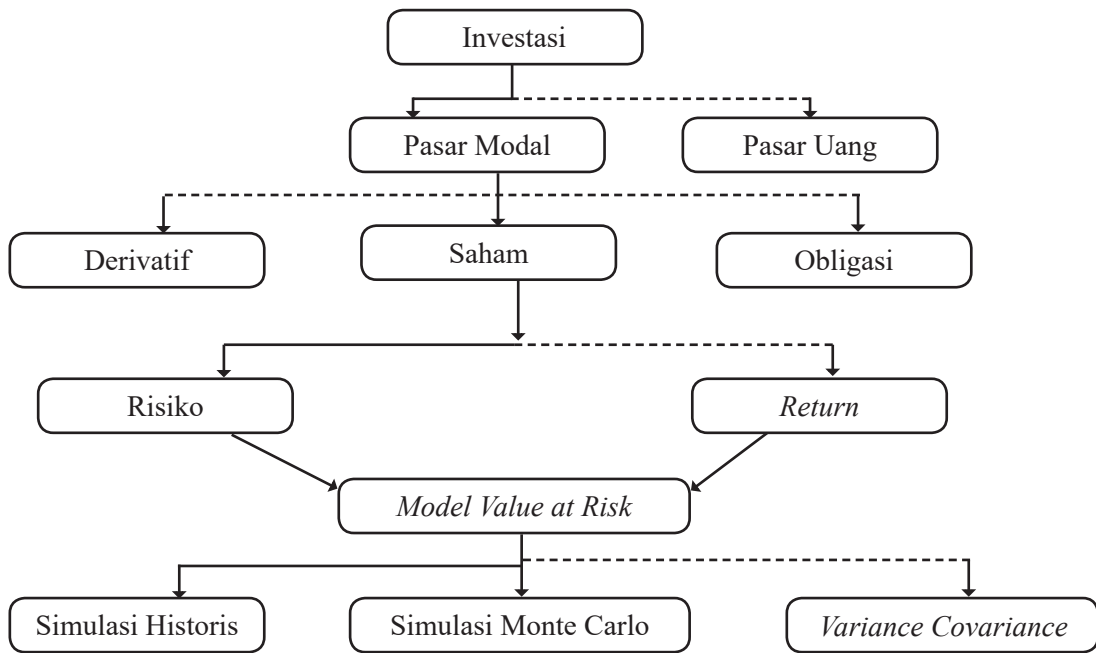 Investasi
Pasar Modal
Pasar Uang
Derivatif
Saham
Obligasi
Risiko
Return
Model Value at Risk
Simulasi Historis
Simulasi Monte Carlo
Variance Covariance